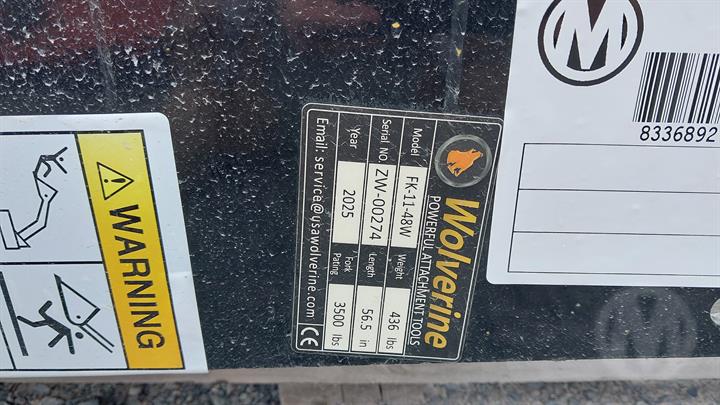 Wolverine
POWERFUL ATTACHMENT TOOLS
Model FK-11-48W Weight 436 lbs
Serial NO. ZW-00274 Length 56.5 in
Year 2025 Fork Rating 3500 lbs
Email: service@usawolverine.com CE
WARNING
M
8336892